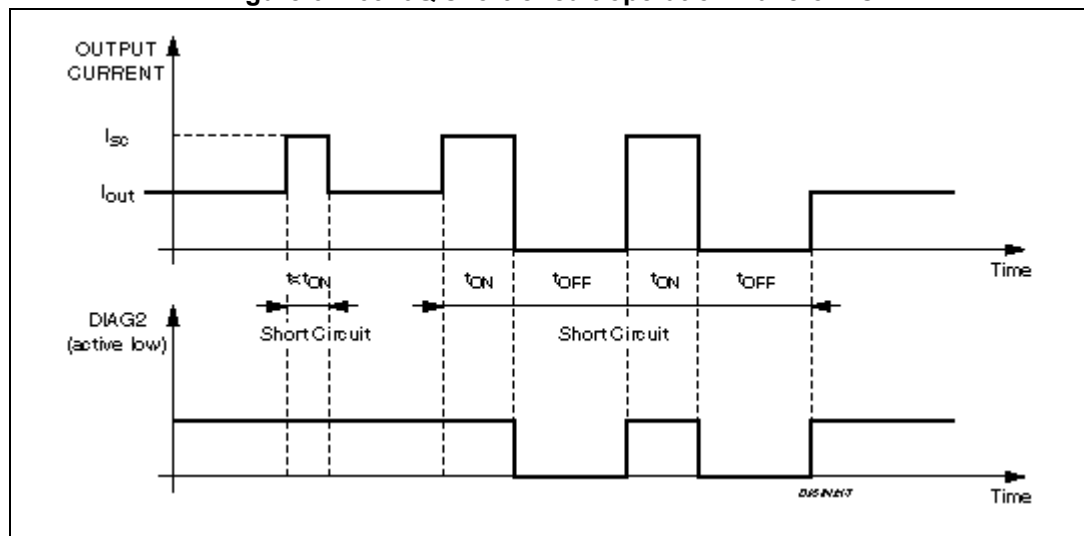 OUTPUT
CURRENT
Isc
Iout
Time
t<tON
tON
tOFF
tON
tOFF
DIAG2
(active low)
Short Circuit
Short Circuit
Time